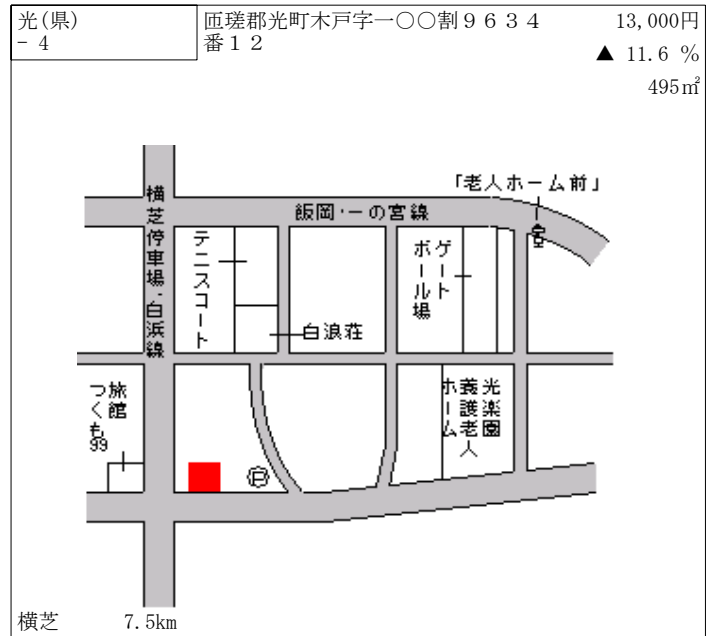 光(県)
- 4
匝瑳郡光町木戸字一〇〇割９６３４
番１２
13,000円
▲ 11.6 %
495㎡
「老人ホーム前」
飯岡・一の宮線
横芝停車場・白浜線
テニスコート
ゲート
ボール場
白浪荘
旅館
つくも99
光楽園
養護老人
ホーム
Ⓟ
横芝 7.5km